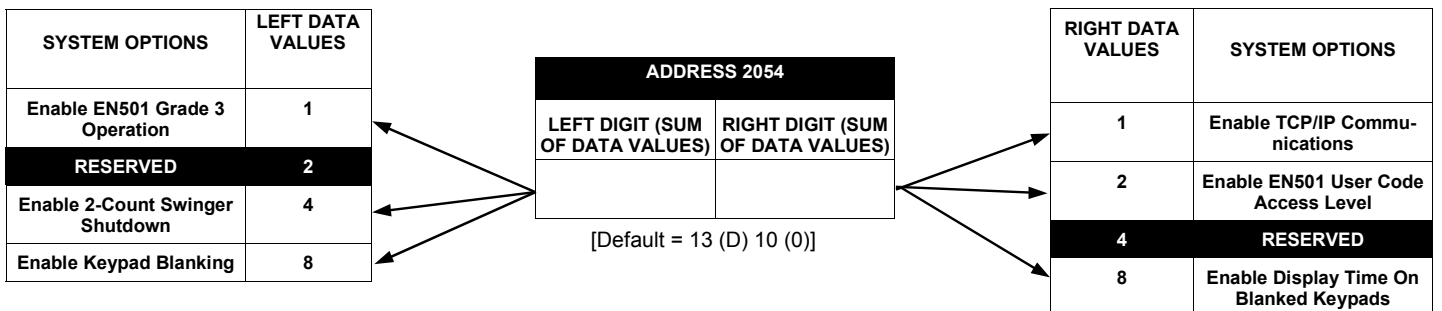 SYSTEM OPTIONS
LEFT DATA
VALUES
Enable EN501 Grade 3
Operation
1
RESERVED
2
Enable 2-Count Swinger
Shutdown
4
Enable Keypad Blanking
8
ADDRESS 2054
LEFT DIGIT (SUM
OF DATA VALUES)
RIGHT DIGIT (SUM
OF DATA VALUES)
[Default = 13 (D) 10 (0)]
RIGHT DATA
VALUES
SYSTEM OPTIONS
1
Enable TCP/IP Commu-
nications
2
Enable EN501 User Code
Access Level
4
RESERVED
8
Enable Display Time On
Blanked Keypads